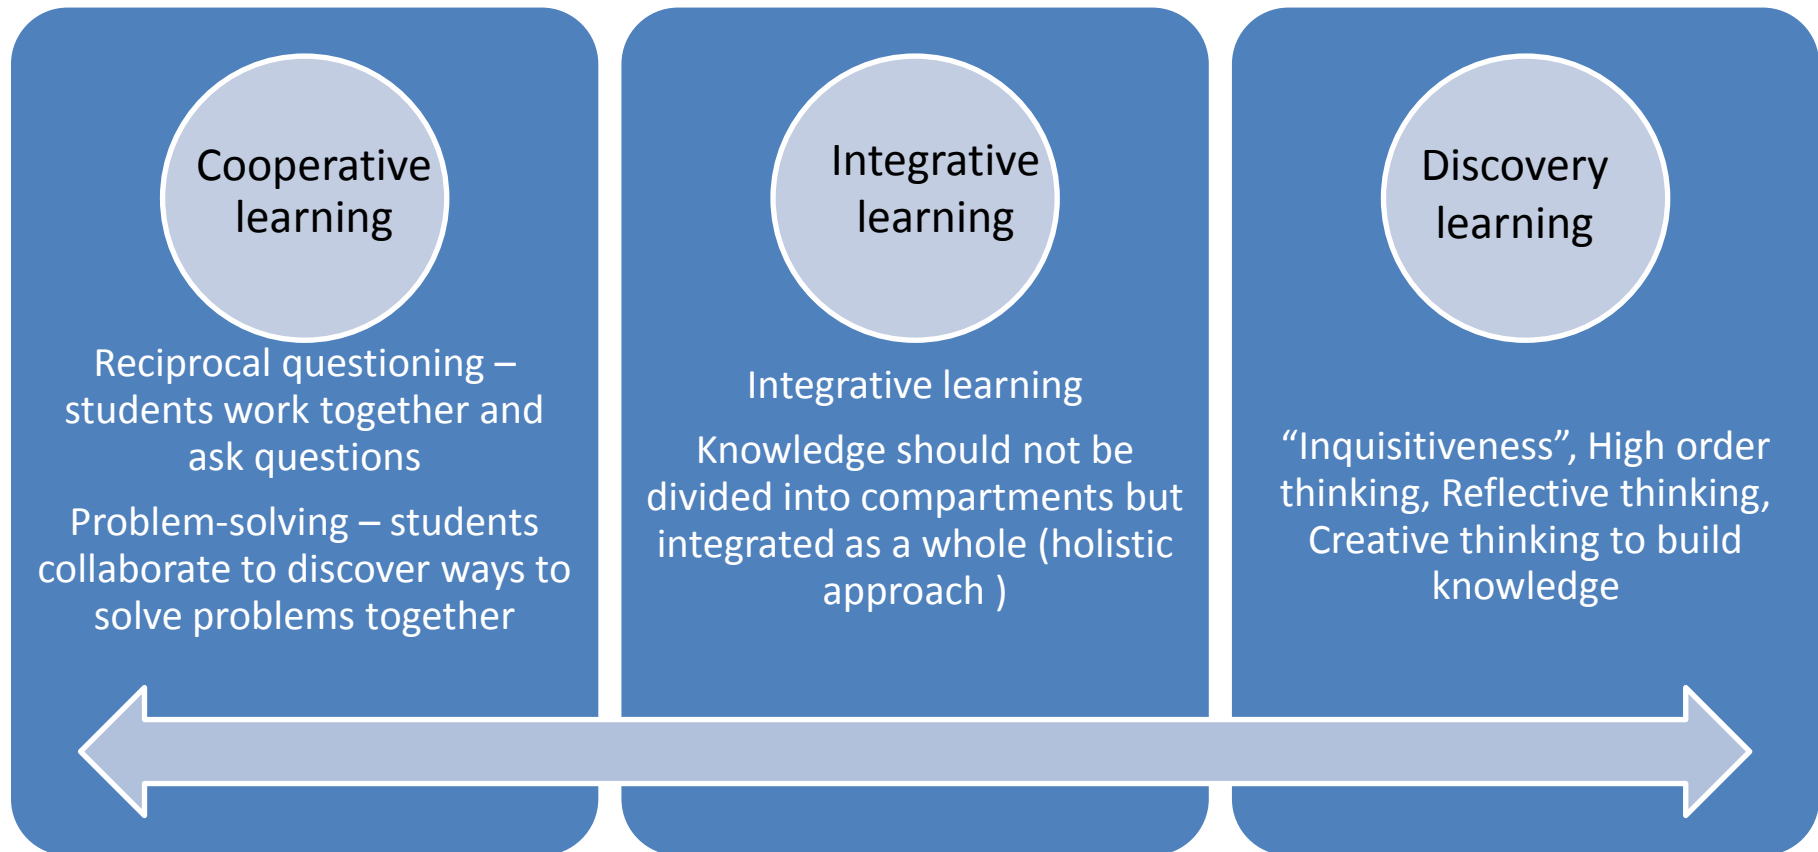 Cooperative
learning
Reciprocal questioning –
students work together and
ask questions
Problem-solving – students
collaborate to discover ways to
solve problems together
Integrative
learning
Integrative learning
Knowledge should not be
divided into compartments but
integrated as a whole (holistic
approach )
Discovery
learning
“Inquisitiveness”, High order
thinking, Reflective thinking,
Creative thinking to build
knowledge